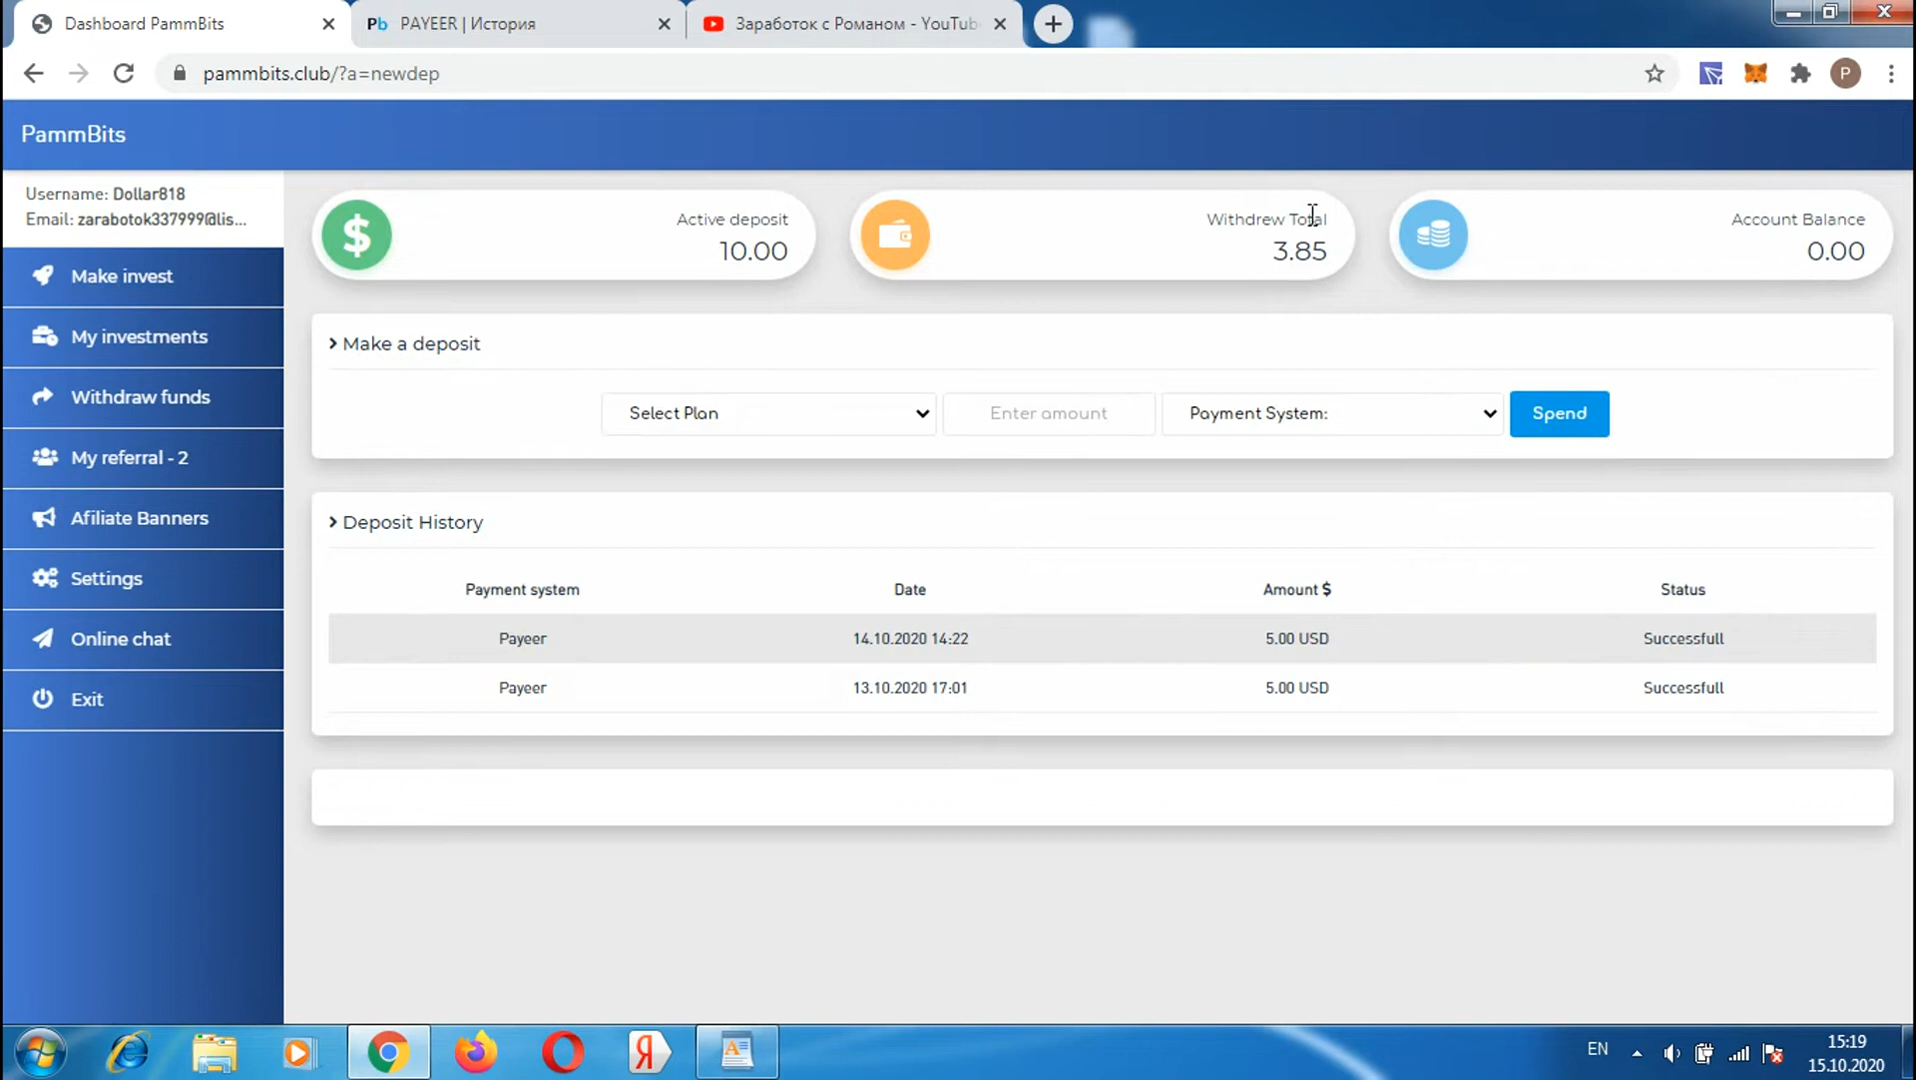 Dashboard PammBits
PAYEER | История
Заработок с Романом - YouTub
pammbits.club/?a=newdep
P
PammBits
Username: Dollar818
Email: zarabotok337999@lis...
Make invest
My investments
Withdraw funds
My referral - 2
Afiliate Banners
Settings
Online chat
Exit
Active deposit
10.00
Withdrew Total
3.85
Account Balance
0.00
Make a deposit
Select Plan
Enter amount
Payment System:
Spend
Deposit History
Payment system Date Amount $ Status
Payeer 14.10.2020 14:22 5.00 USD Successfull
Payeer 13.10.2020 17:01 5.00 USD Successfull
EN
15:19
15.10.2020